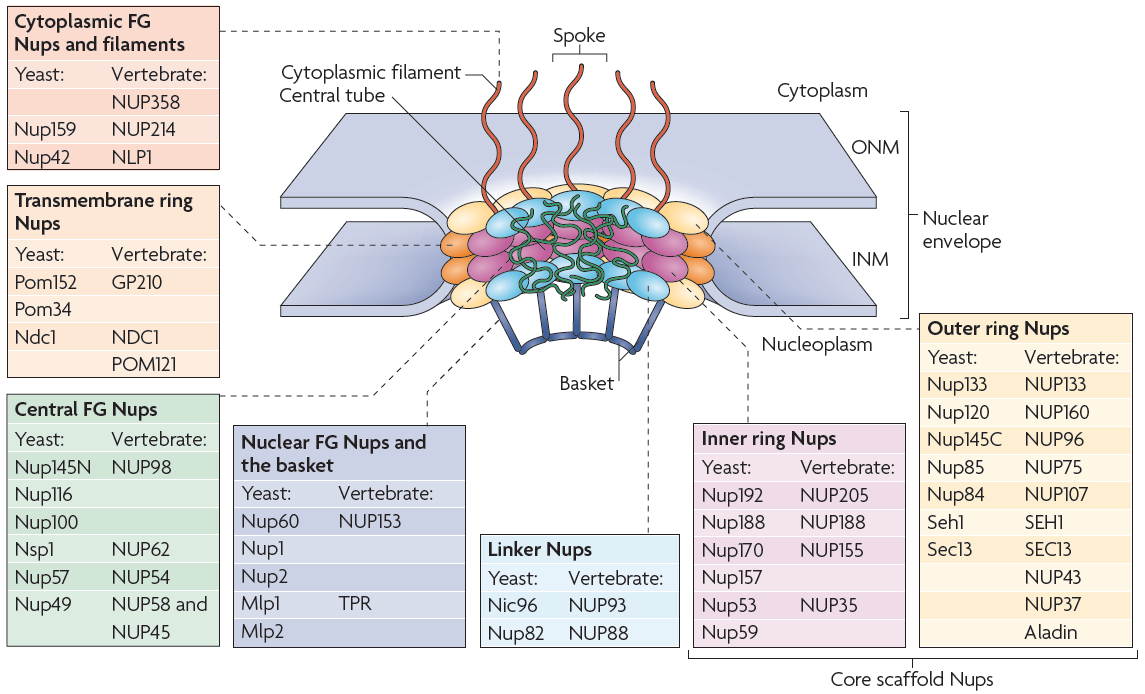 Cytoplasmic FG
Nups and filaments
Yeast: Vertebrate:
NUP358
Nup159 NUP214
Nup42 NLP1
Spoke
Cytoplasmic filament
Central tube
Cytoplasm
ONM
Nuclear
envelope
INM
Nucleoplasm
Basket
Transmembrane ring
Nups
Yeast: Vertebrate:
Pom152 GP210
Pom34
Ndc1 NDC1
POM121
Central FG Nups
Yeast: Vertebrate:
Nup145N NUP98
Nup116
Nup100
Nsp1 NUP62
Nup57 NUP54
Nup49 NUP58 and
NUP45
Nuclear FG Nups and
the basket
Yeast: Vertebrate:
Nup60 NUP153
Nup1
Nup2
Mlp1 TPR
Mlp2
Linker Nups
Yeast: Vertebrate:
Nic96 NUP93
Nup82 NUP88
Inner ring Nups
Yeast: Vertebrate:
Nup192 NUP205
Nup188 NUP188
Nup170 NUP155
Nup157
Nup53 NUP35
Nup59
Outer ring Nups
Yeast: Vertebrate:
Nup133 NUP133
Nup120 NUP160
Nup145C NUP96
Nup85 NUP75
Nup84 NUP107
Seh1 SEH1
Sec13 SEC13
NUP43
NUP37
Aladin
Core scaffold Nups